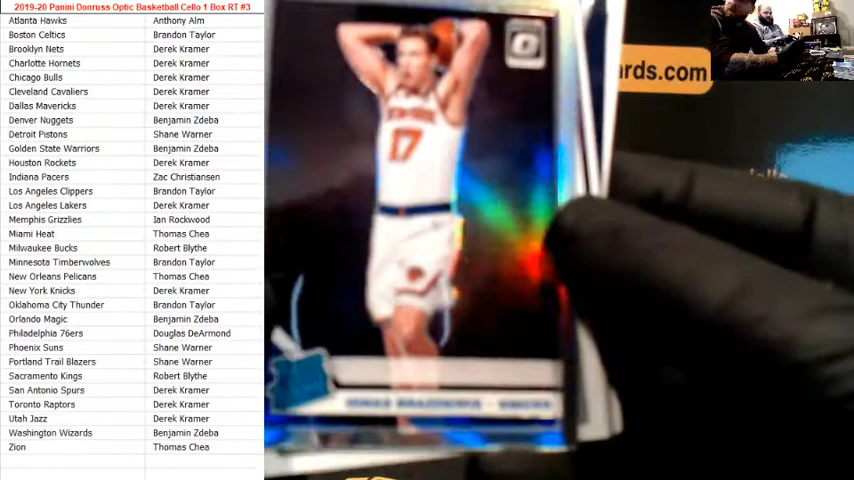 2019-20 Panini Donruss Optic Basketball Cello 1 Box RT #3
Atlanta Hawks Anthony Alm
Boston Celtics Brandon Taylor
Brooklyn Nets Derek Kramer
Charlotte Hornets Derek Kramer
Chicago Bulls Derek Kramer
Cleveland Cavaliers Derek Kramer
Dallas Mavericks Derek Kramer
Denver Nuggets Benjamin Zdeba
Detroit Pistons Shane Warner
Golden State Warriors Benjamin Zdeba
Houston Rockets Derek Kramer
Indiana Pacers Zac Christiansen
Los Angeles Clippers Brandon Taylor
Los Angeles Lakers Derek Kramer
Memphis Grizzlies Ian Rockwood
Miami Heat Thomas Chea
Milwaukee Bucks Robert Blythe
Minnesota Timberwolves Brandon Taylor
New Orleans Pelicans Thomas Chea
New York Knicks Derek Kramer
Oklahoma City Thunder Brandon Taylor
Orlando Magic Benjamin Zdeba
Philadelphia 76ers Douglas DeArmond
Phoenix Suns Shane Warner
Portland Trail Blazers Shane Warner
Sacramento Kings Robert Blythe
San Antonio Spurs Derek Kramer
Toronto Raptors Derek Kramer
Utah Jazz Derek Kramer
Washington Wizards Benjamin Zdeba
Zion Thomas Chea
ards.com
17